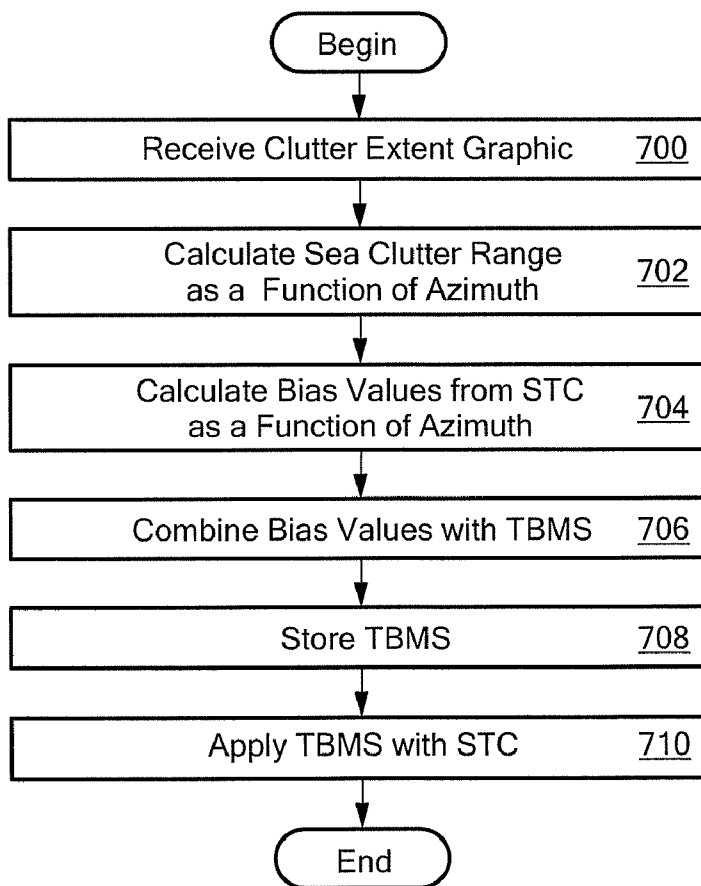 Begin
Receive Clutter Extent Graphic 700
Calculate Sea Clutter Range
as a Function of Azimuth 702
Calculate Bias Values from STC
as a Function of Azimuth 704
Combine Bias Values with TBMS 706
Store TBMS 708
Apply TBMS with STC 710
End